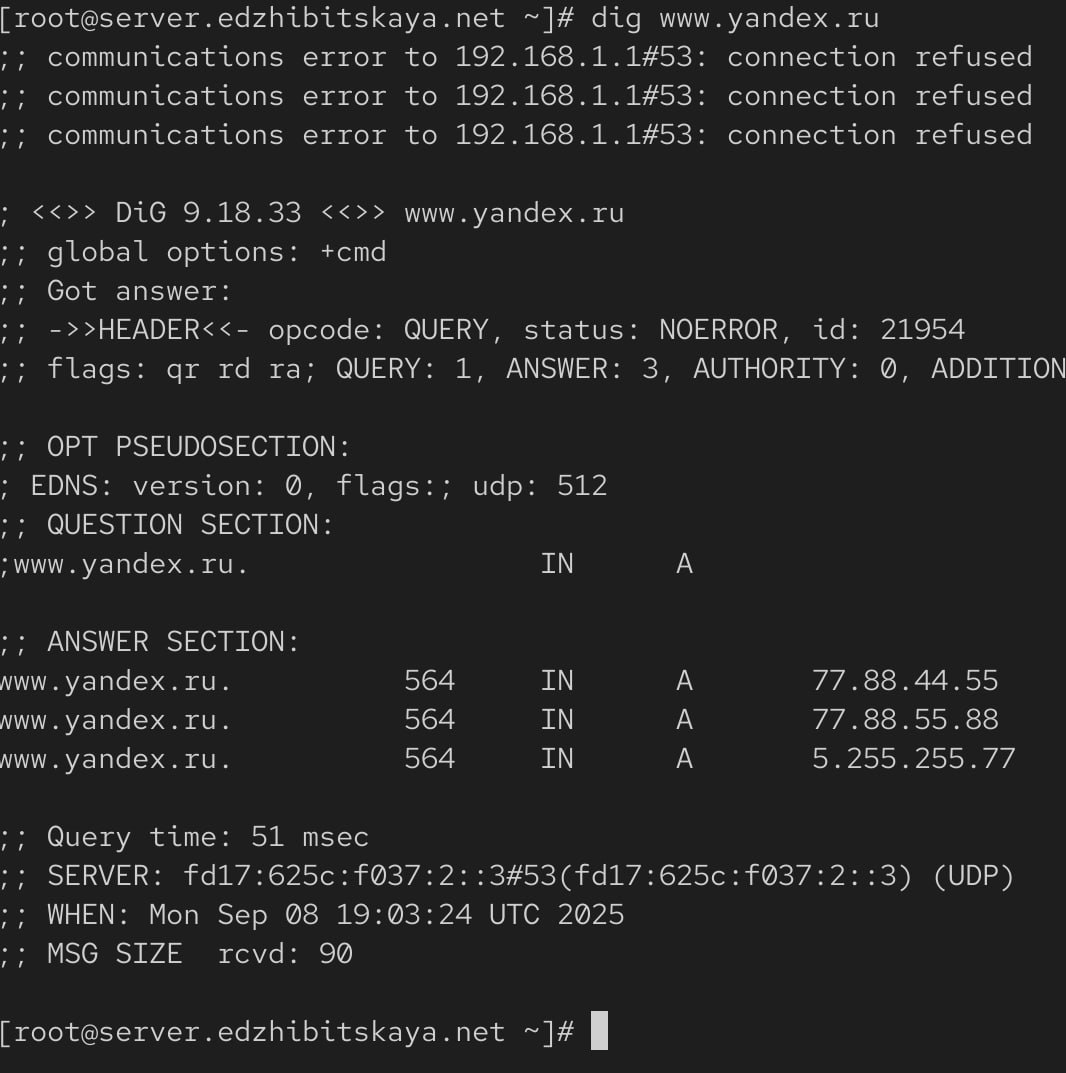 [root@server.edzhibitskaya.net ~]# dig www.yandex.ru
;; communications error to 192.168.1.1#53: connection refused
;; communications error to 192.168.1.1#53: connection refused
;; communications error to 192.168.1.1#53: connection refused
; <<>> DiG 9.18.33 <<>> www.yandex.ru
;; global options: +cmd
;; Got answer:
;; ->>HEADER<<- opcode: QUERY, status: NOERROR, id: 21954
;; flags: qr rd ra; QUERY: 1, ANSWER: 3, AUTHORITY: 0, ADDITION
;; OPT PSEUDOSECTION:
; EDNS: version: 0, flags:; udp: 512
;; QUESTION SECTION:
;www.yandex.ru. IN A
;; ANSWER SECTION:
www.yandex.ru. 564 IN A 77.88.44.55
www.yandex.ru. 564 IN A 77.88.55.88
www.yandex.ru. 564 IN A 5.255.255.77
;; Query time: 51 msec
;; SERVER: fd17:625c:f037:2::3#53(fd17:625c:f037:2::3) (UDP)
;; WHEN: Mon Sep 08 19:03:24 UTC 2025
;; MSG SIZE rcvd: 90
[root@server.edzhibitskaya.net ~]#